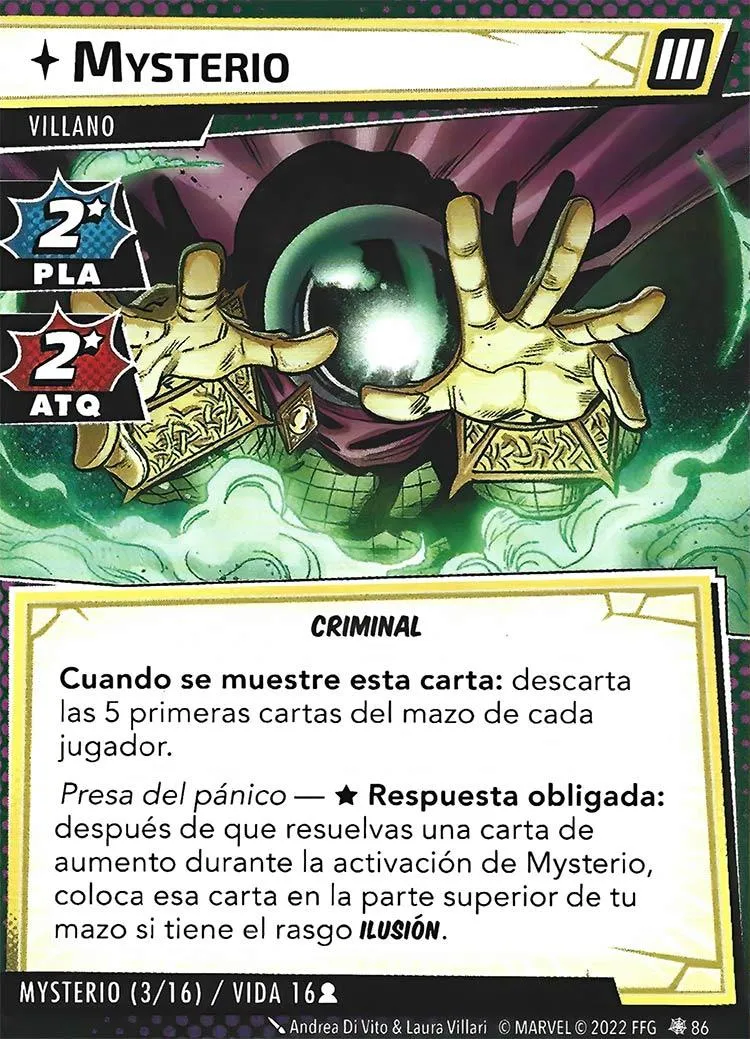 MYSTERIO
III
VILLANO
2
PLA
2
ATQ
CRIMINAL
Cuando se muestre esta carta: descarta
las 5 primeras cartas del mazo de cada
jugador.
Presa del pánico — ★ Respuesta obligada:
después de que resuelvas una carta de
aumento durante la activación de Mysterio,
coloca esa carta en la parte superior de tu
mazo si tiene el rasgo ILUSIÓN.
MYSTERIO (3/16) / VIDA 16
Andrea Di Vito & Laura Villari © MARVEL © 2022 FFG 86